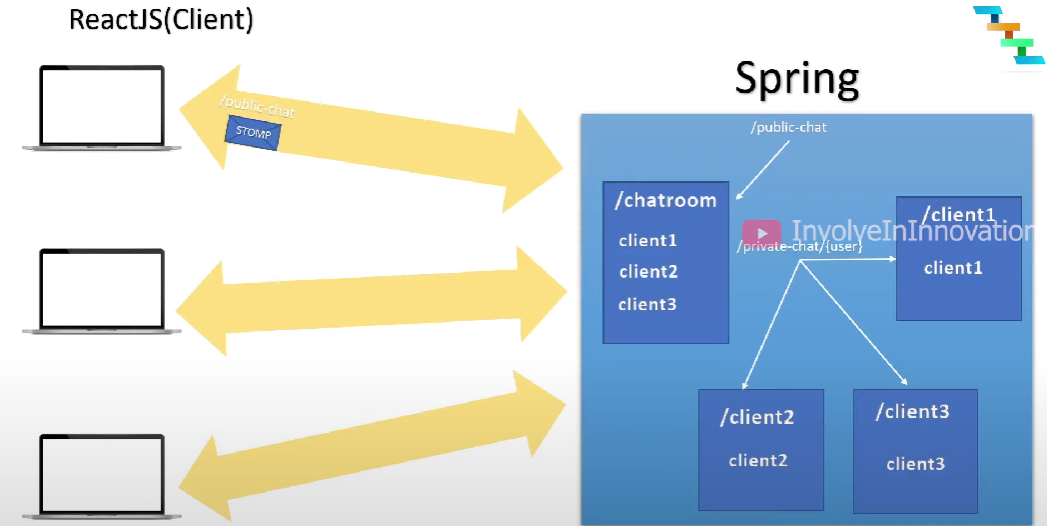 ReactJS(Client)
Spring
/public-chat
STOMP
/public-chat
/chatroom
client1
client2
client3
InvolveInInnovation
/private-chat/{user}
/client1
client1
/client2
client2
/client3
client3